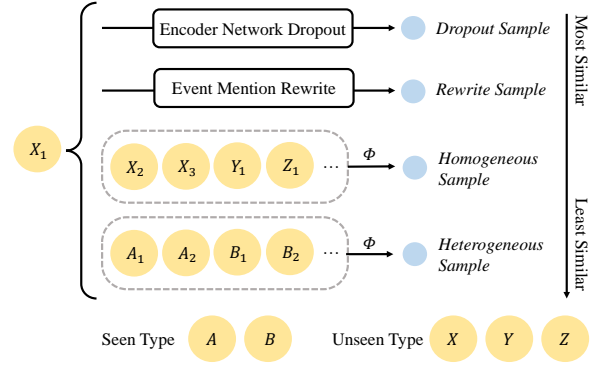 Encoder Network Dropout
Dropout Sample
Event Mention Rewrite
Rewrite Sample
X₁
X₂ X₃ Y₁ Z₁ ... Φ
Homogeneous
Sample
A₁ A₂ B₁ B₂ ... Φ
Heterogeneous
Sample
Most Similar
Least Similar
Seen Type A B
Unseen Type X Y Z